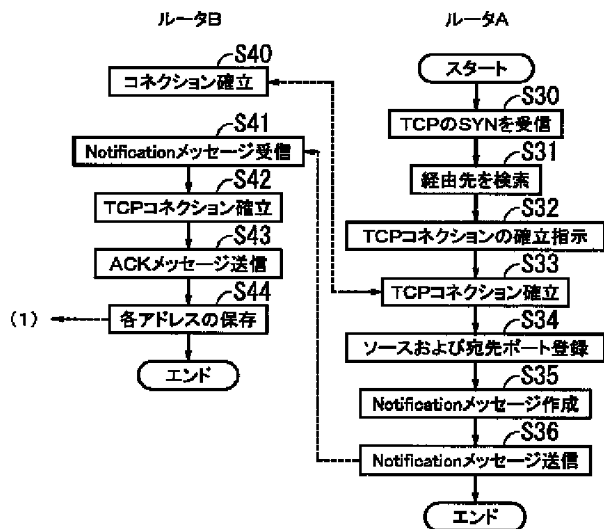 ルータB
S40
コネクション確立
S41
Notificationメッセージ受信
S42
TCPコネクション確立
S43
ACKメッセージ送信
S44
各アドレスの保存
(1)
エンド
ルータA
スタート
S30
TCPのSYNを受信
S31
経由先を検索
S32
TCPコネクションの確立指示
S33
TCPコネクション確立
S34
ソースおよび宛先ポート登録
S35
Notificationメッセージ作成
S36
Notificationメッセージ送信
エンド